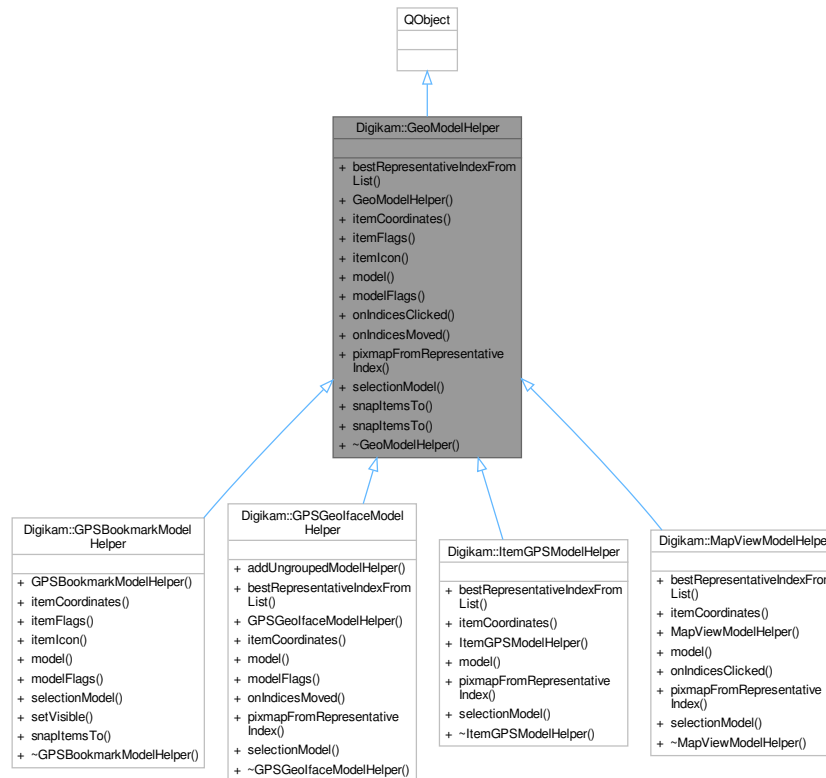 QObject
Digikam::GeoModelHelper
+ bestRepresentativeIndexFrom
List()
+ GeoModelHelper()
+ itemCoordinates()
+ itemFlags()
+ itemIcon()
+ model()
+ modelFlags()
+ onIndicesClicked()
+ onIndicesMoved()
+ pixmapFromRepresentative
Index()
+ selectionModel()
+ snapItemsTo()
+ snapItemsTo()
+ ~GeoModelHelper()
Digikam::GPSBookmarkModel
Helper
+ GPSBookmarkModelHelper()
+ itemCoordinates()
+ itemFlags()
+ itemIcon()
+ model()
+ modelFlags()
+ selectionModel()
+ setVisible()
+ snapItemsTo()
+ ~GPSBookmarkModelHelper()
Digikam::GPSGeoIfaceModel
Helper
+ addUngroupedModelHelper()
+ bestRepresentativeIndexFrom
List()
+ GPSGeoIfaceModelHelper()
+ itemCoordinates()
+ model()
+ modelFlags()
+ onIndicesMoved()
+ pixmapFromRepresentative
Index()
+ selectionModel()
+ ~GPSGeoIfaceModelHelper()
Digikam::ItemGPSModelHelper
+ bestRepresentativeIndexFrom
List()
+ itemCoordinates()
+ ItemGPSModelHelper()
+ model()
+ pixmapFromRepresentative
Index()
+ selectionModel()
+ ~ItemGPSModelHelper()
Digikam::MapViewModelHelper
+ bestRepresentativeIndexFrom
List()
+ itemCoordinates()
+ MapViewModelHelper()
+ model()
+ onIndicesClicked()
+ pixmapFromRepresentative
Index()
+ selectionModel()
+ ~MapViewModelHelper()